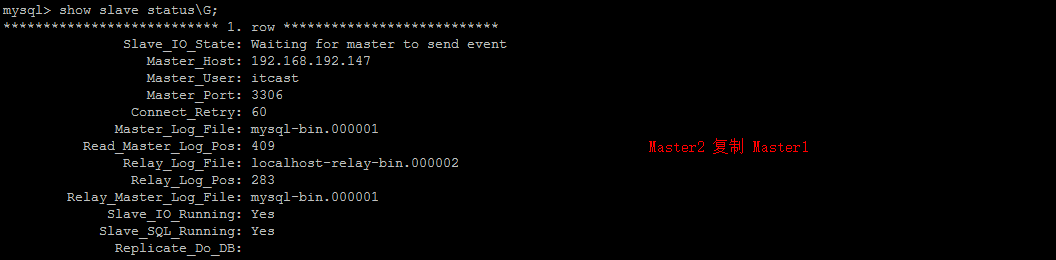 mysql> show slave status\G;
*************************** 1. row ***************************
Slave_IO_State: Waiting for master to send event
Master_Host: 192.168.192.147
Master_User: itcast
Master_Port: 3306
Connect_Retry: 60
Master_Log_File: mysql-bin.000001
Read_Master_Log_Pos: 409
Master2 复制 Master1
Relay_Log_File: localhost-relay-bin.000002
Relay_Log_Pos: 283
Relay_Master_Log_File: mysql-bin.000001
Slave_IO_Running: Yes
Slave_SQL_Running: Yes
Replicate_Do_DB: